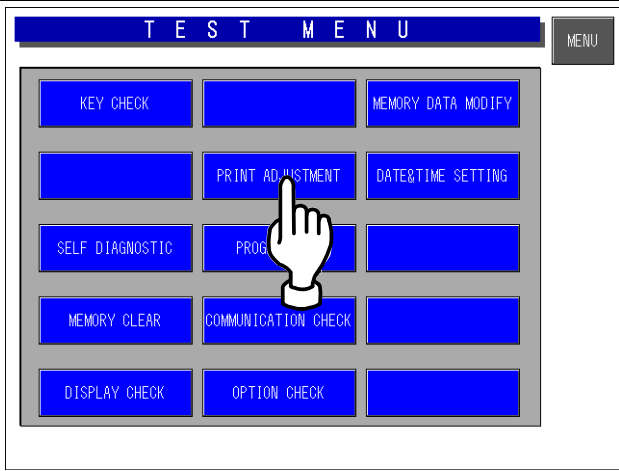 TEST MENU
MENU
KEY CHECK
MEMORY DATA MODIFY
PRINT ADJUSTMENT
DATE&TIME SETTING
SELF DIAGNOSTIC
MEMORY CLEAR
COMMUNICATION CHECK
DISPLAY CHECK
OPTION CHECK